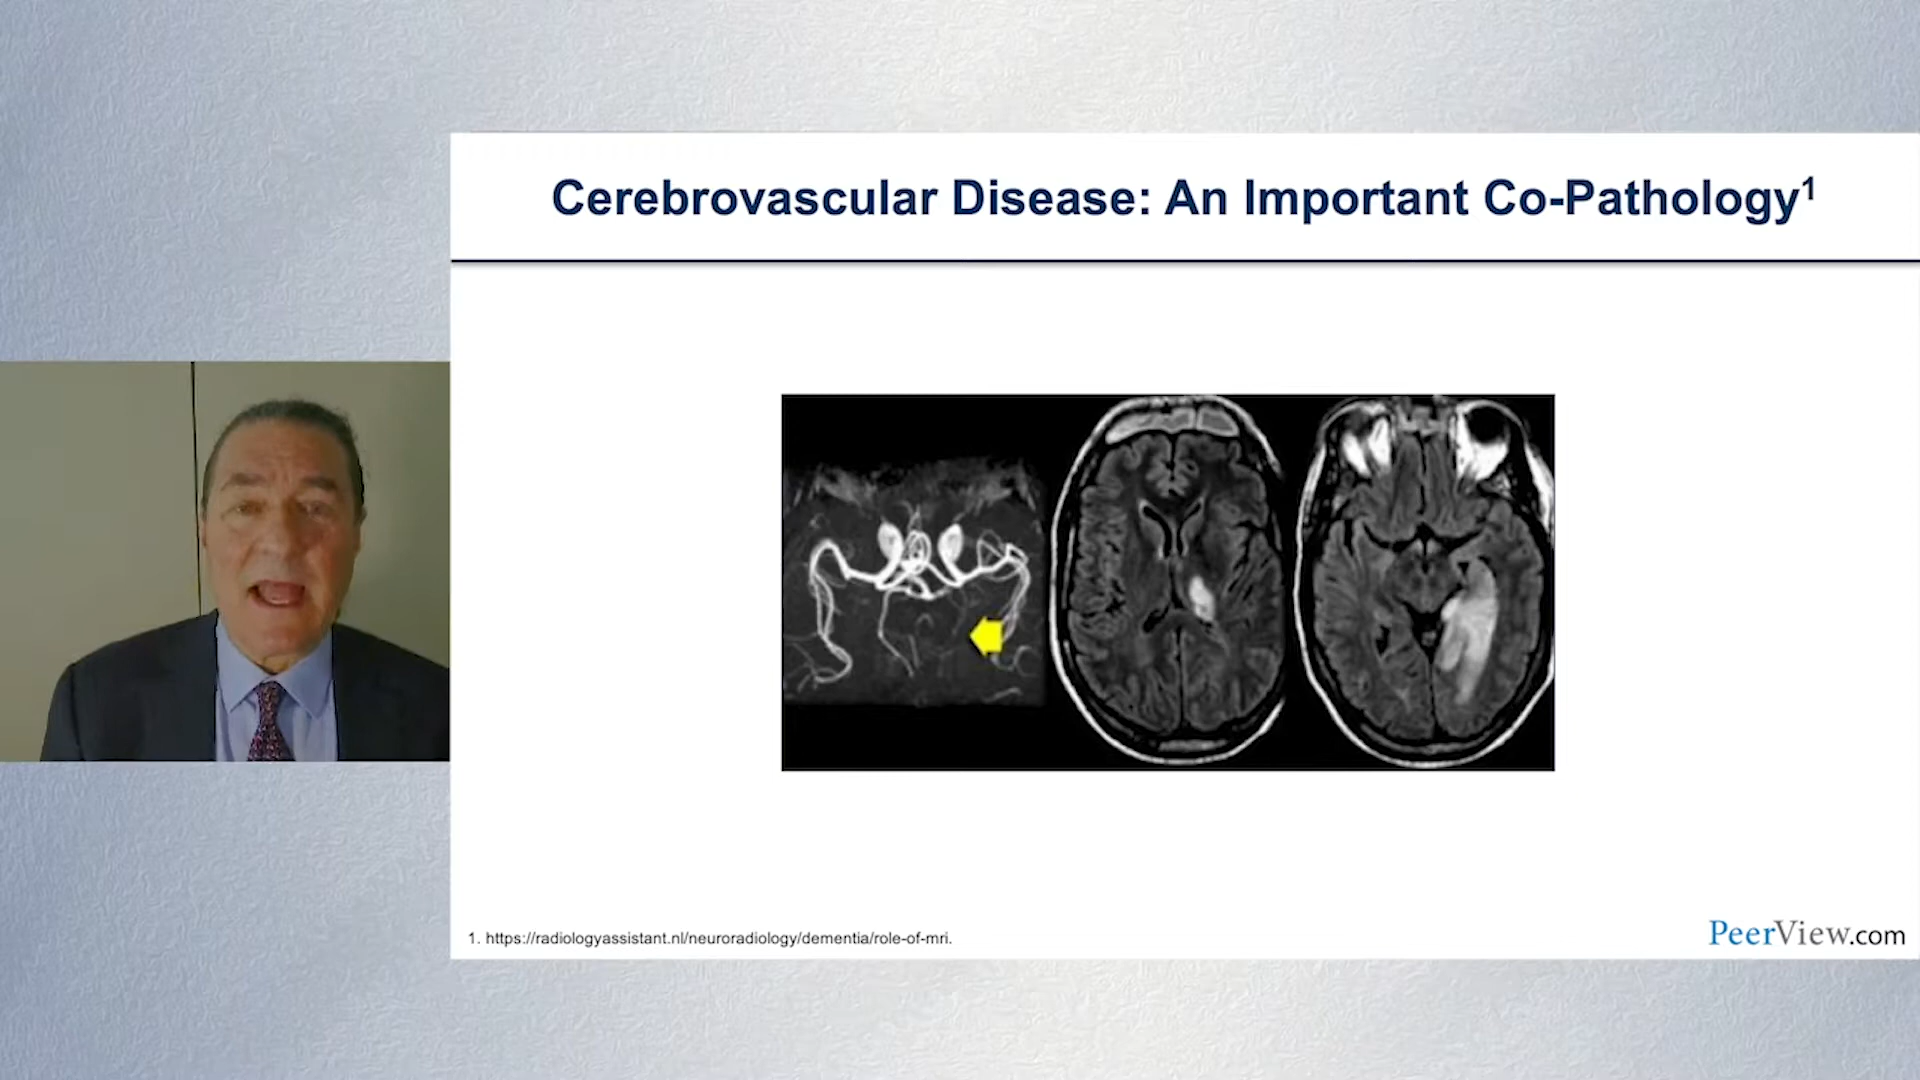 Cerebrovascular Disease: An Important Co-Pathology¹
1. https://radiologyassistant.nl/neuroradiology/dementia/role-of-mri.
PeerView.com